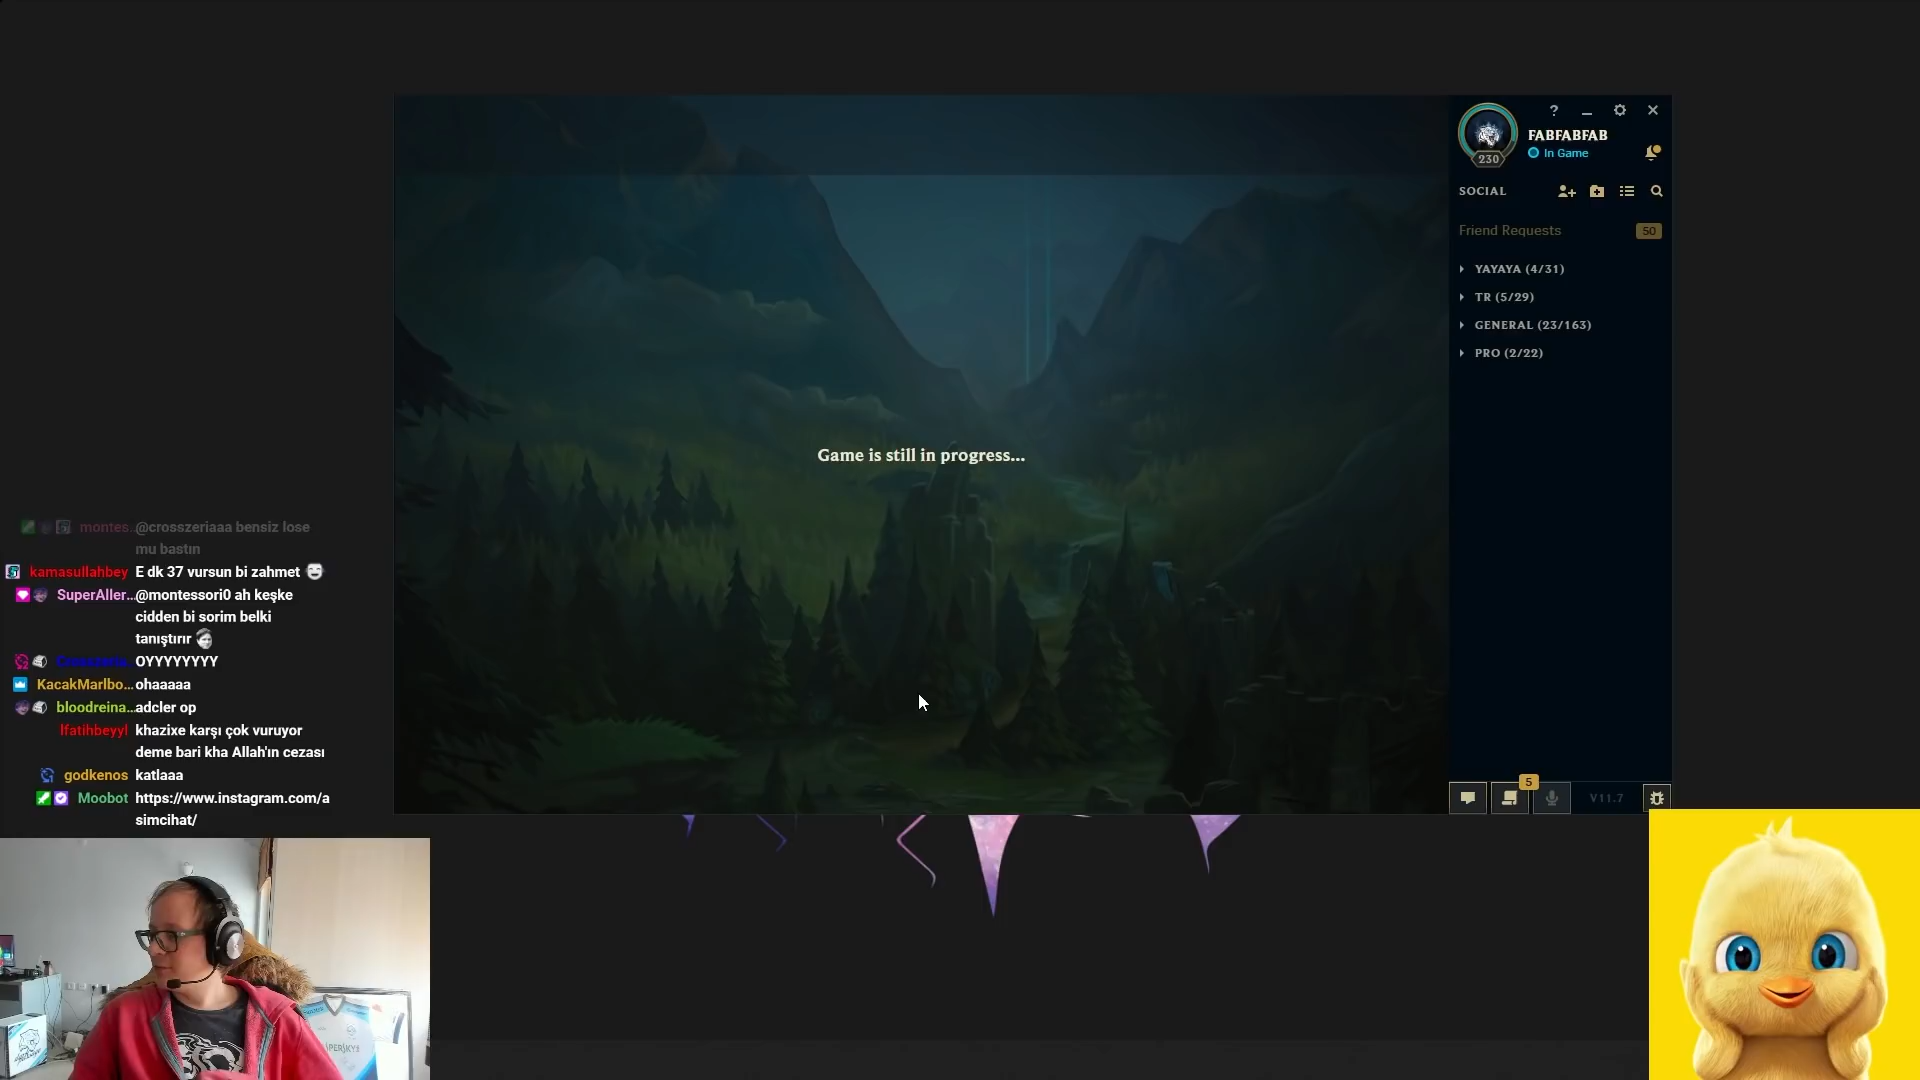 ?
FABFABFAB
230
In Game
SOCIAL
Friend Requests
50
YAYAYA (4/31)
TR (5/29)
GENERAL (23/163)
PRO (2/22)
Game is still in progress...
montes... @crosszeriaaa bensiz lose
mu bastın
kamasullahbey E dk 37 vursun bi zahmet
SuperAller... @montessori0 ah keşke
cidden bi sorim belki
tanıştırır
OYYYYYYYY
KacakMarlbo... ohaaaaa
bloodreina... adcler op
lfatihbeyyl khazixe karşı çok vuruyor
deme bari kha Allah'ın cezası
godkenos katlaaa
Moobot https://www.instagram.com/a
simcihat/
5
V11.7